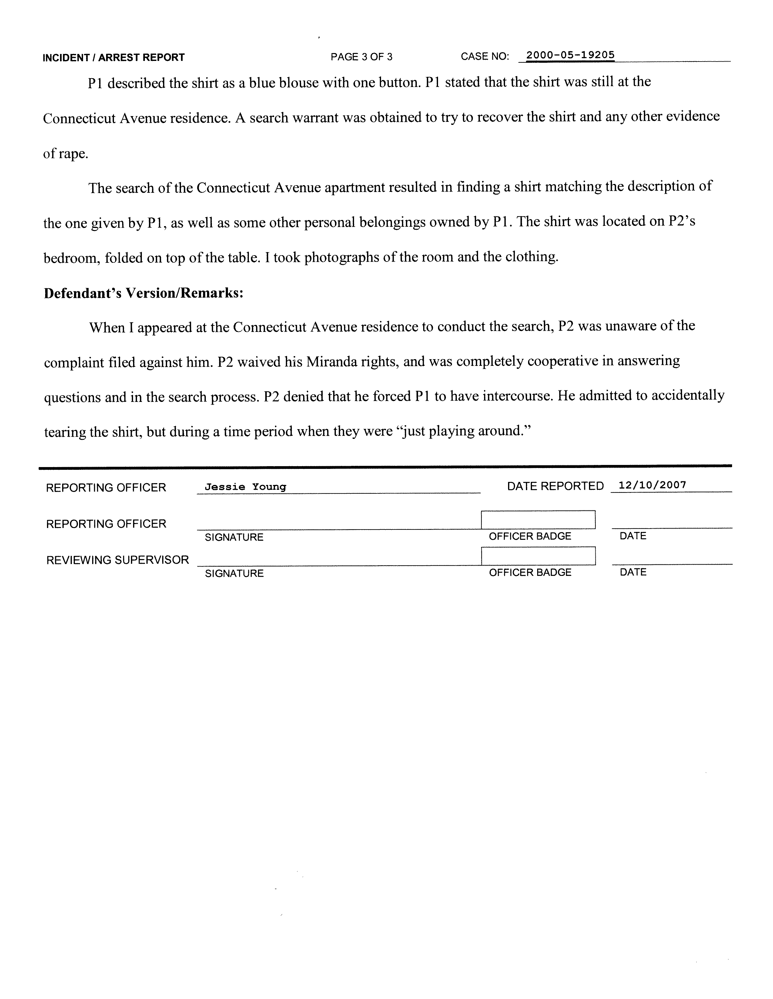 INCIDENT / ARREST REPORT PAGE 3 OF 3 CASE NO: 2000-05-19205
P1 described the shirt as a blue blouse with one button. P1 stated that the shirt was still at the
Connecticut Avenue residence. A search warrant was obtained to try to recover the shirt and any other evidence
of rape.
The search of the Connecticut Avenue apartment resulted in finding a shirt matching the description of
the one given by P1, as well as some other personal belongings owned by P1. The shirt was located on P2’s
bedroom, folded on top of the table. I took photographs of the room and the clothing.
Defendant’s Version/Remarks:
When I appeared at the Connecticut Avenue residence to conduct the search, P2 was unaware of the
complaint filed against him. P2 waived his Miranda rights, and was completely cooperative in answering
questions and in the search process. P2 denied that he forced P1 to have intercourse. He admitted to accidentally
tearing the shirt, but during a time period when they were “just playing around.”
REPORTING OFFICER Jessie Young DATE REPORTED 12/10/2007
REPORTING OFFICER
SIGNATURE OFFICER BADGE DATE
REVIEWING SUPERVISOR
SIGNATURE OFFICER BADGE DATE